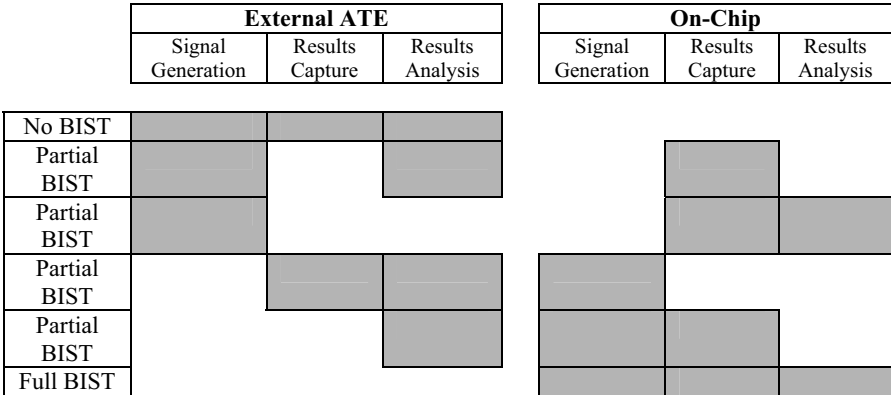 External ATE On-Chip
Signal Generation Results Capture Results Analysis Signal Generation Results Capture Results Analysis
No BIST
Partial BIST
Partial BIST
Partial BIST
Partial BIST
Full BIST